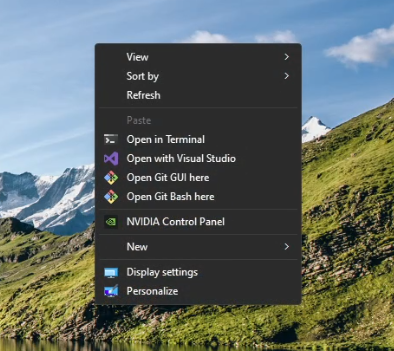 View
Sort by
Refresh
Paste
Open in Terminal
Open with Visual Studio
Open Git GUI here
Open Git Bash here
NVIDIA Control Panel
New
Display settings
Personalize